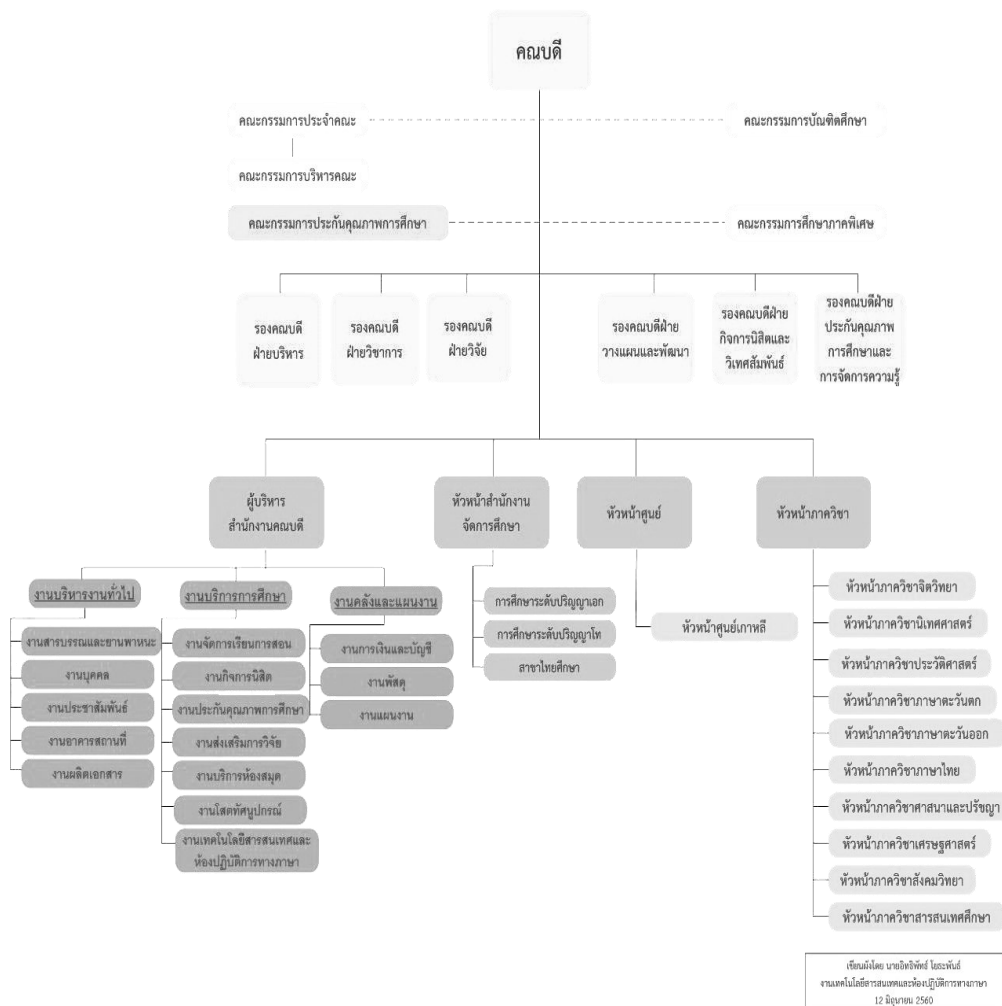 คณบดี
คณะกรรมการประจำคณะ
คณะกรรมการบัณฑิตศึกษา
คณะกรรมการบริหารคณะ
คณะกรรมการประกันคุณภาพการศึกษา
คณะกรรมการศึกษาภาคพิเศษ
รองคณบดี
ฝ่ายบริหาร
รองคณบดี
ฝ่ายวิชาการ
รองคณบดี
ฝ่ายวิจัย
รองคณบดีฝ่าย
วางแผนและพัฒนา
รองคณบดีฝ่าย
กิจการนิสิตและ
วิเทศสัมพันธ์
รองคณบดีฝ่าย
ประกันคุณภาพ
การศึกษาและ
การจัดการความรู้
ผู้บริหาร
สำนักงานคณบดี
หัวหน้าสำนักงาน
จัดการศึกษา
หัวหน้าศูนย์
หัวหน้าภาควิชา
งานบริหารงานทั่วไป
งานสารบรรณและยานพาหนะ
งานบุคคล
งานประชาสัมพันธ์
งานอาคารสถานที่
งานผลิตเอกสาร
งานบริการการศึกษา
งานจัดการเรียนการสอน
งานกิจการนิสิต
งานประกันคุณภาพการศึกษา
งานส่งเสริมการวิจัย
งานบริการห้องสมุด
งานโสตทัศนูปกรณ์
งานเทคโนโลยีสารสนเทศและ
ห้องปฏิบัติการทางภาษา
งานคลังและแผนงาน
งานการเงินและบัญชี
งานพัสดุ
งานแผนงาน
การศึกษาระดับปริญญาเอก
การศึกษาระดับปริญญาโท
สาขาไทยศึกษา
หัวหน้าศูนย์เกาหลี
หัวหน้าภาควิชาจิตวิทยา
หัวหน้าภาควิชานิเทศศาสตร์
หัวหน้าภาควิชาประวัติศาสตร์
หัวหน้าภาควิชาภาษาตะวันตก
หัวหน้าภาควิชาภาษาตะวันออก
หัวหน้าภาควิชาภาษาไทย
หัวหน้าภาควิชาศาสนาและปรัชญา
หัวหน้าภาควิชาเศรษฐศาสตร์
หัวหน้าภาควิชาสังคมวิทยา
หัวหน้าภาควิชาสารสนเทศศึกษา
เขียนผังโดย นายอิทธิพัทธ์ โยธะพันธ์
งานเทคโนโลยีสารสนเทศและห้องปฏิบัติการทางภาษา
12 มิถุนายน 2560